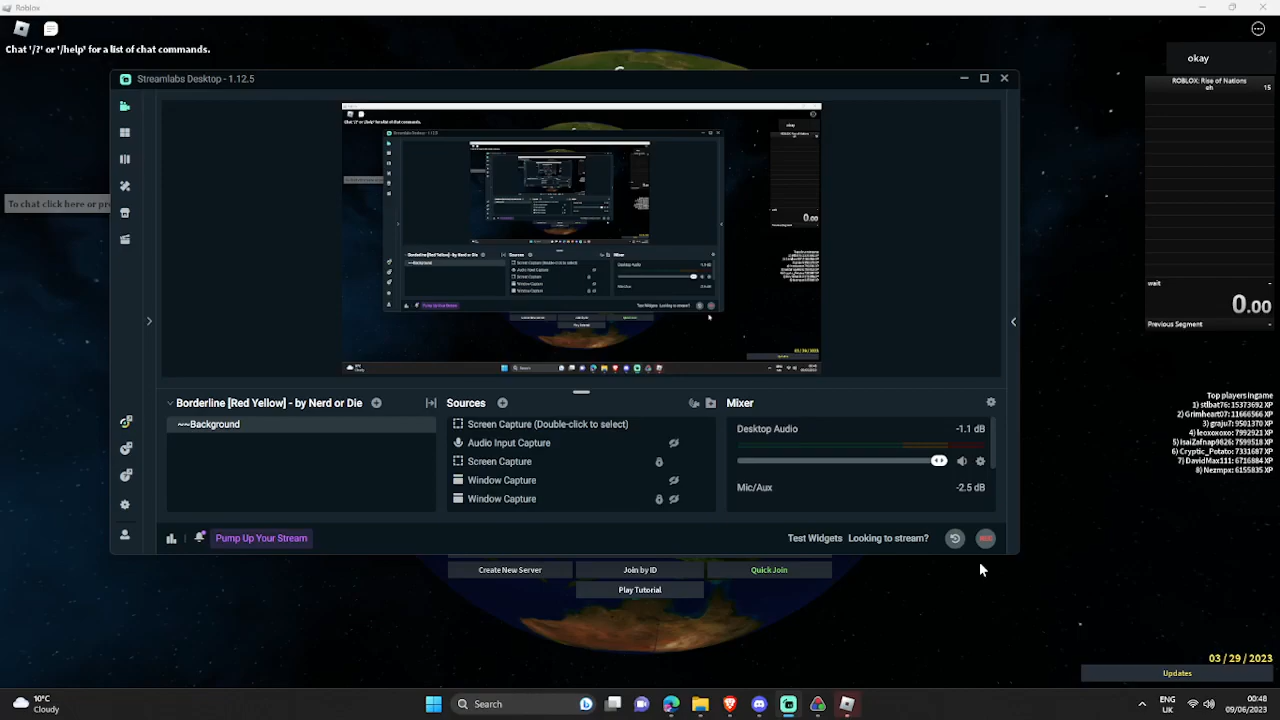 Roblox
Chat '/?' or '/help' for a list of chat commands.
okay
Streamlabs Desktop - 1.12.5
ROBLOX: Rise of Nations
eh 15
To chat click here or pre
wait -
0.00
Previous Segment -
Borderline [Red Yellow] - by Nerd or Die
Sources
Mixer
~~Background
Screen Capture (Double-click to select)
Audio Input Capture
Screen Capture
Window Capture
Window Capture
Desktop Audio -1.1 dB
Mic/Aux -2.5 dB
Top players ingame
1) stlbat76: 15373692 XP
2) Grimheart07: 11666566 XP
3) graju7: 9501370 XP
4) leoxxoxo: 7992921 XP
5) IsaiZafnap9826: 7599518 XP
6) Cryptic_Potato: 7331687 XP
7) DavidMax111: 6716884 XP
8) Nezmpx: 6155835 XP
Pump Up Your Stream
Test Widgets Looking to stream?
REC
Create New Server
Join by ID
Quick Join
Play Tutorial
03 / 29 / 2023
Updates
10°C
Cloudy
Search
ENG
UK
00:48
09/06/2023